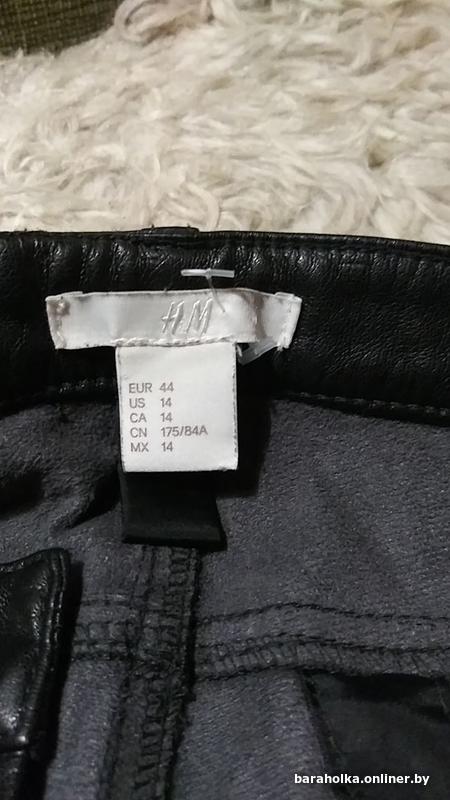 H&M
EUR 44
US 14
CA 14
CN 175/84A
MX 14
baraholka.onliner.by